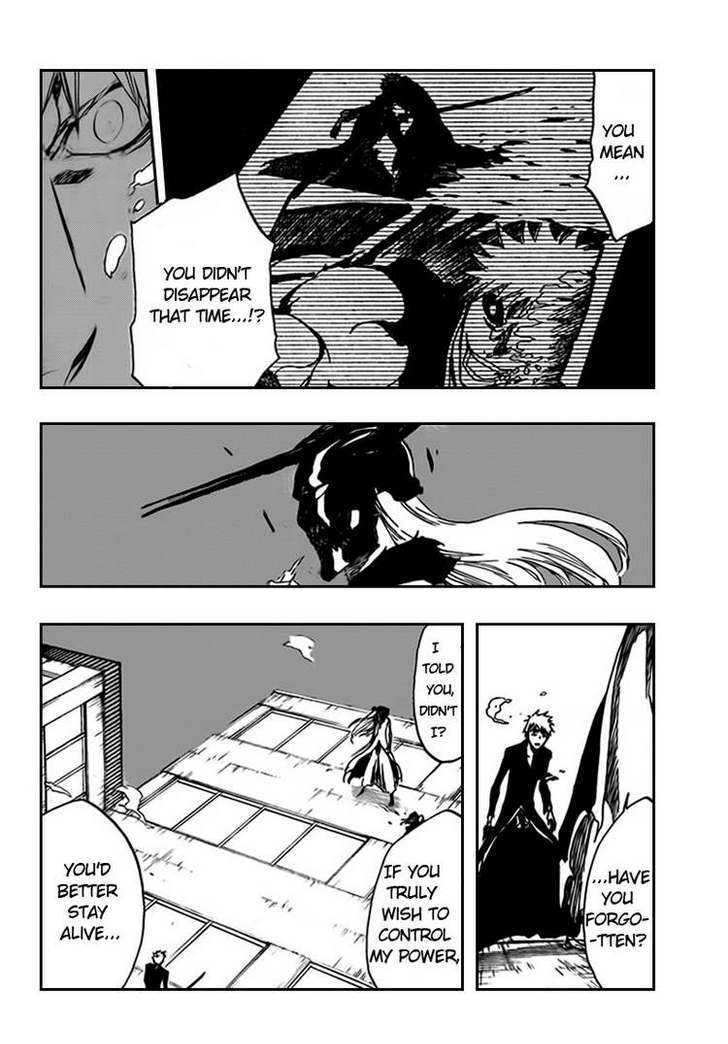 YOU
MEAN
...
YOU DIDN'T
DISAPPEAR
THAT TIME...!?
...HAVE
YOU
FORGO-
-TTEN?
I
TOLD
YOU,
DIDN'T
I?
IF YOU
TRULY
WISH TO
CONTROL
MY POWER,
YOU'D
BETTER
STAY
ALIVE...